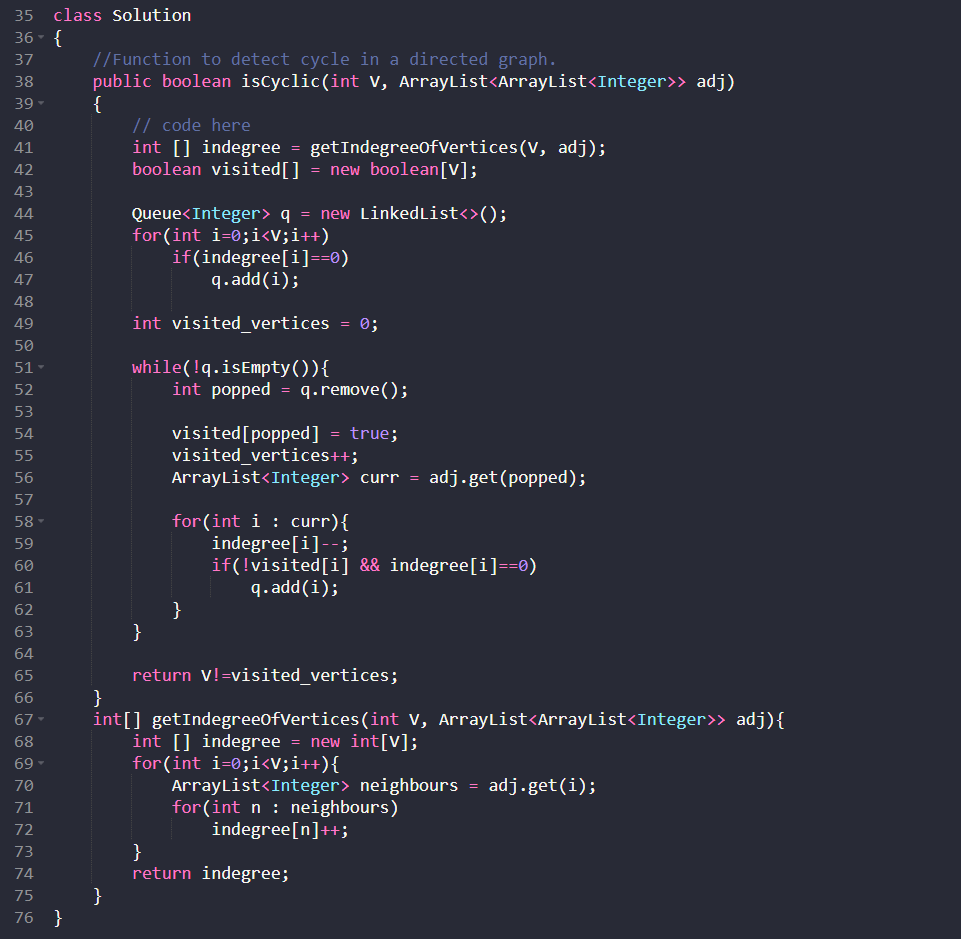 35 class Solution
36 {
37     //Function to detect cycle in a directed graph.
38     public boolean isCyclic(int V, ArrayList<ArrayList<Integer>> adj)
39     {
40         // code here
41         int [] indegree = getIndegreeOfVertices(V, adj);
42         boolean visited[] = new boolean[V];
43
44         Queue<Integer> q = new LinkedList<>();
45         for(int i=0;i<V;i++)
46             if(indegree[i]==0)
47                 q.add(i);
48
49         int visited_vertices = 0;
50
51         while(!q.isEmpty()){
52             int popped = q.remove();
53
54             visited[popped] = true;
55             visited_vertices++;
56             ArrayList<Integer> curr = adj.get(popped);
57
58             for(int i : curr){
59                 indegree[i]--;
60                 if(!visited[i] && indegree[i]==0)
61                     q.add(i);
62             }
63         }
64
65         return V!=visited_vertices;
66     }
67     int[] getIndegreeOfVertices(int V, ArrayList<ArrayList<Integer>> adj){
68         int [] indegree = new int[V];
69         for(int i=0;i<V;i++){
70             ArrayList<Integer> neighbours = adj.get(i);
71             for(int n : neighbours)
72                 indegree[n]++;
73         }
74         return indegree;
75     }
76 }